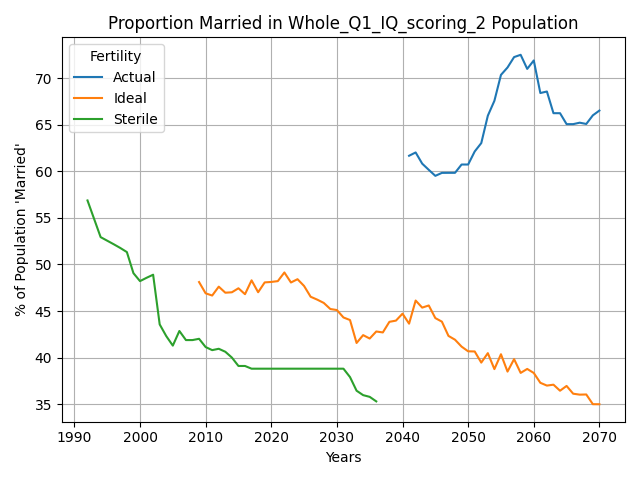 Proportion Married in Whole_Q1_IQ_scoring_2 Population
Fertility
Actual
Ideal
Sterile
% of Population 'Married'
70
65
60
55
50
45
40
35
1990
2000
2010
2020
2030
2040
2050
2060
2070
Years